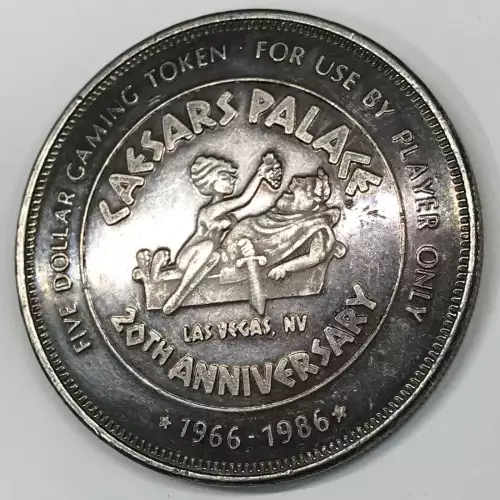 FIVE DOLLAR GAMING TOKEN · FOR USE BY PLAYER ONLY
CAESARS PALACE
LAS VEGAS, NV
20TH ANNIVERSARY
★ 1966-1986 ★